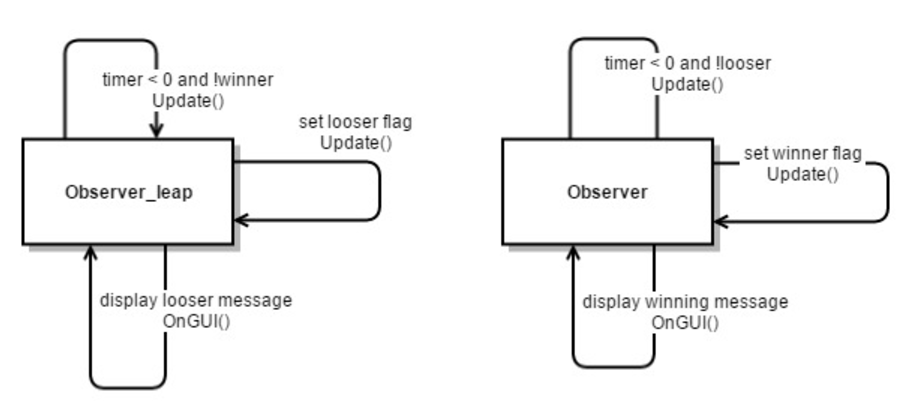 timer < 0 and !winner
Update()
set looser flag
Update()
Observer_leap
display looser message
OnGUI()
timer < 0 and !looser
Update()
set winner flag
Update()
Observer
display winning message
OnGUI()